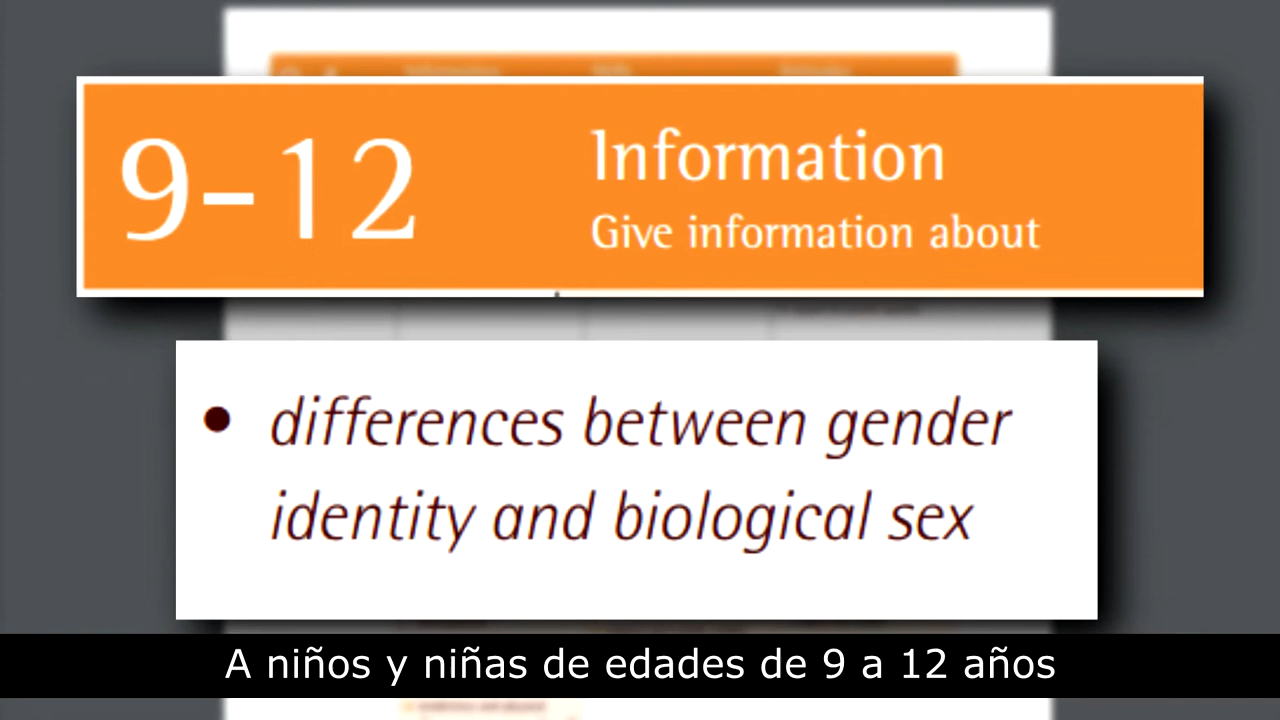 9-12
Information
Give information about
• differences between gender
identity and biological sex
A niños y niñas de edades de 9 a 12 años